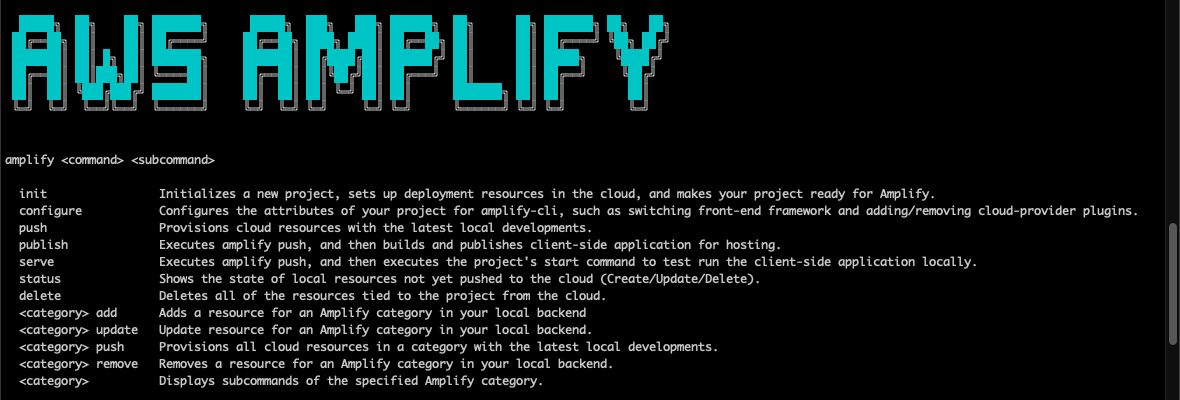 AWS AMPLIFY
amplify <command> <subcommand>
init Initializes a new project, sets up deployment resources in the cloud, and makes your project ready for Amplify.
configure Configures the attributes of your project for amplify-cli, such as switching front-end framework and adding/removing cloud-provider plugins.
push Provisions cloud resources with the latest local developments.
publish Executes amplify push, and then builds and publishes client-side application for hosting.
serve Executes amplify push, and then executes the project's start command to test run the client-side application locally.
status Shows the state of local resources not yet pushed to the cloud (Create/Update/Delete).
delete Deletes all of the resources tied to the project from the cloud.
<category> add Adds a resource for an Amplify category in your local backend
<category> update Update resource for an Amplify category in your local backend.
<category> push Provisions all cloud resources in a category with the latest local developments.
<category> remove Removes a resource for an Amplify category in your local backend.
<category> Displays subcommands of the specified Amplify category.